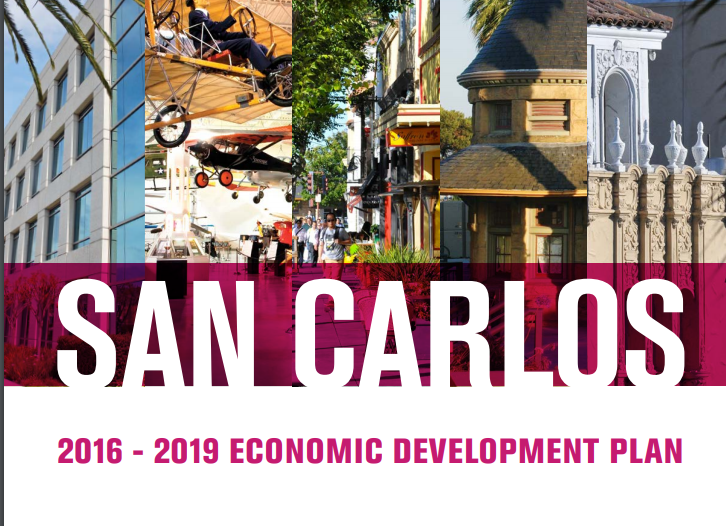 SAN CARLOS
2016 - 2019 ECONOMIC DEVELOPMENT PLAN